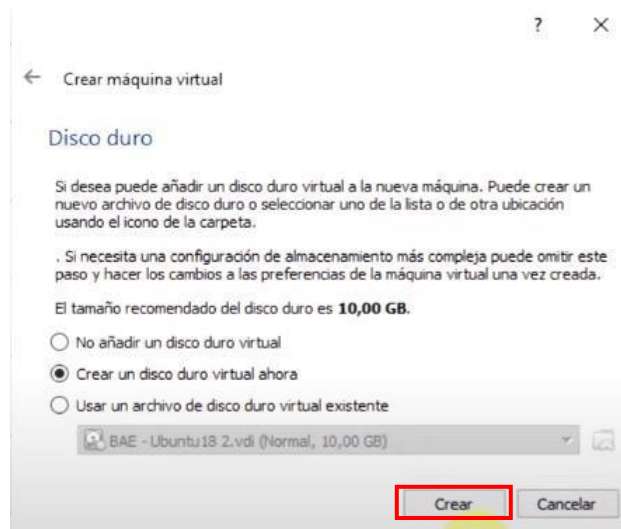 ?
Crear máquina virtual
Disco duro
Si desea puede añadir un disco duro virtual a la nueva máquina. Puede crear un
nuevo archivo de disco duro o seleccionar uno de la lista o de otra ubicación
usando el icono de la carpeta.
. Si necesita una configuración de almacenamiento más compleja puede omitir este
paso y hacer los cambios a las preferencias de la máquina virtual una vez creada.
El tamaño recomendado del disco duro es 10,00 GB.
No añadir un disco duro virtual
Crear un disco duro virtual ahora
Usar un archivo de disco duro virtual existente
BAE - Ubuntu18 2.vdi (Normal, 10,00 GB)
Crear Cancelar